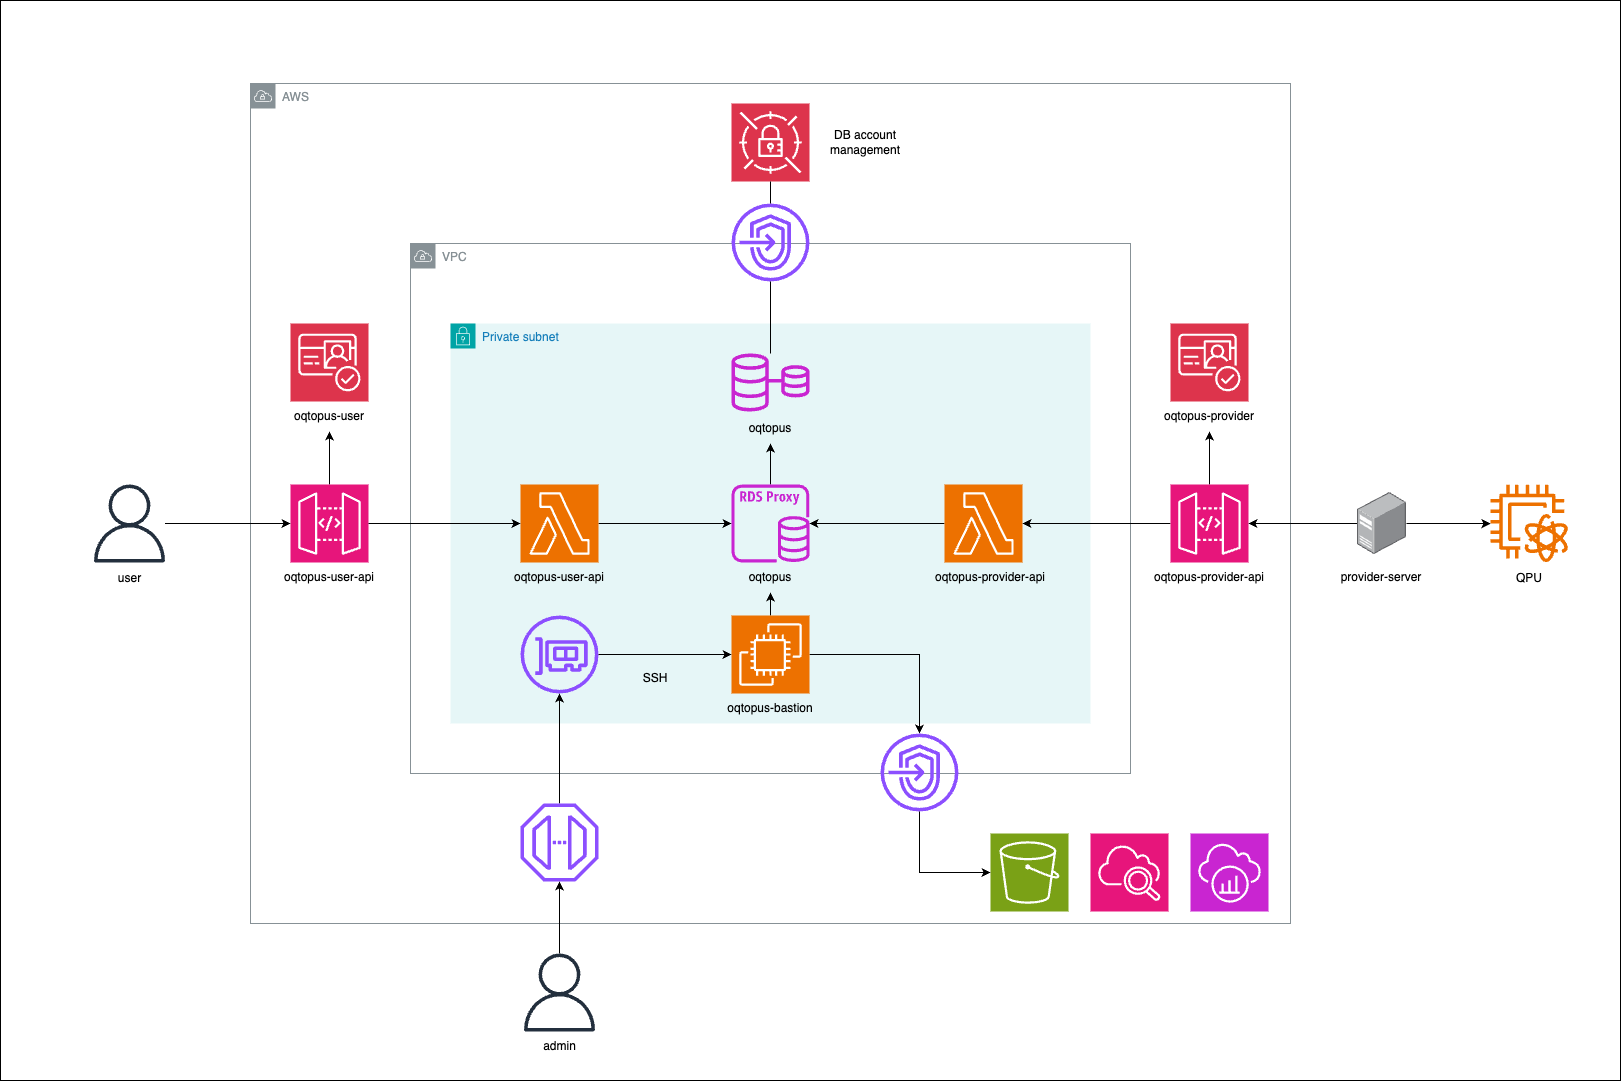 AWS
DB account
management
VPC
Private subnet
oqtopus-user
oqtopus
oqtopus-provider
RDS Proxy
user
oqtopus-user-api
oqtopus-user-api
oqtopus
oqtopus-provider-api
oqtopus-provider-api
provider-server
QPU
SSH
oqtopus-bastion
admin